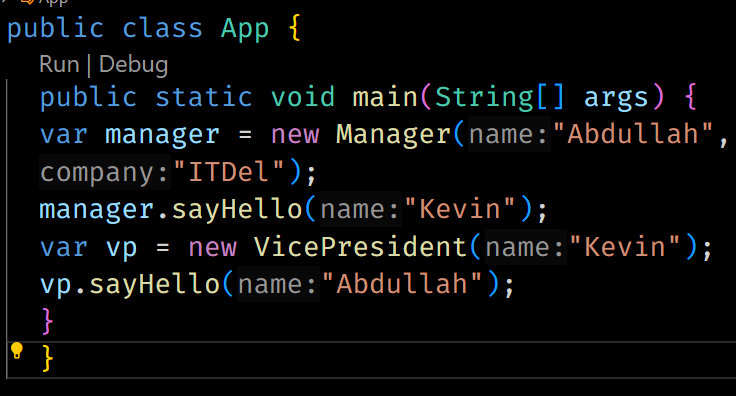 App
public class App {
Run | Debug
public static void main(String[] args) {
var manager = new Manager(name:"Abdullah",
company:"ITDel");
manager.sayHello(name:"Kevin");
var vp = new VicePresident(name:"Kevin");
vp.sayHello(name:"Abdullah");
}
}